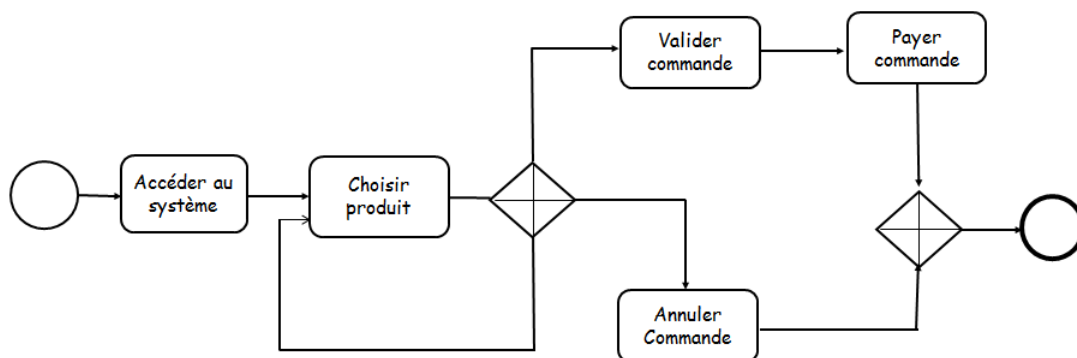 Accéder au
système
Choisir
produit
Valider
commande
Payer
commande
Annuler
Commande